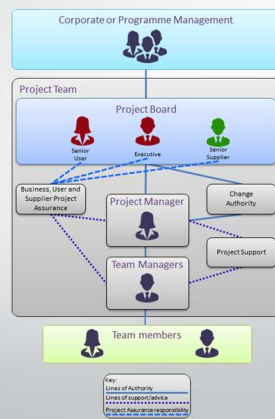 Corporate or Programme Management
Project Team
Project Board
Senior
User
Executive
Senior
Supplier
Business, User and
Supplier Project
Assurance
Project Manager
Change
Authority
Project Support
Team Managers
Team members
Key:
Lines of Authority
Lines of support/advice
Project Assurance responsibility